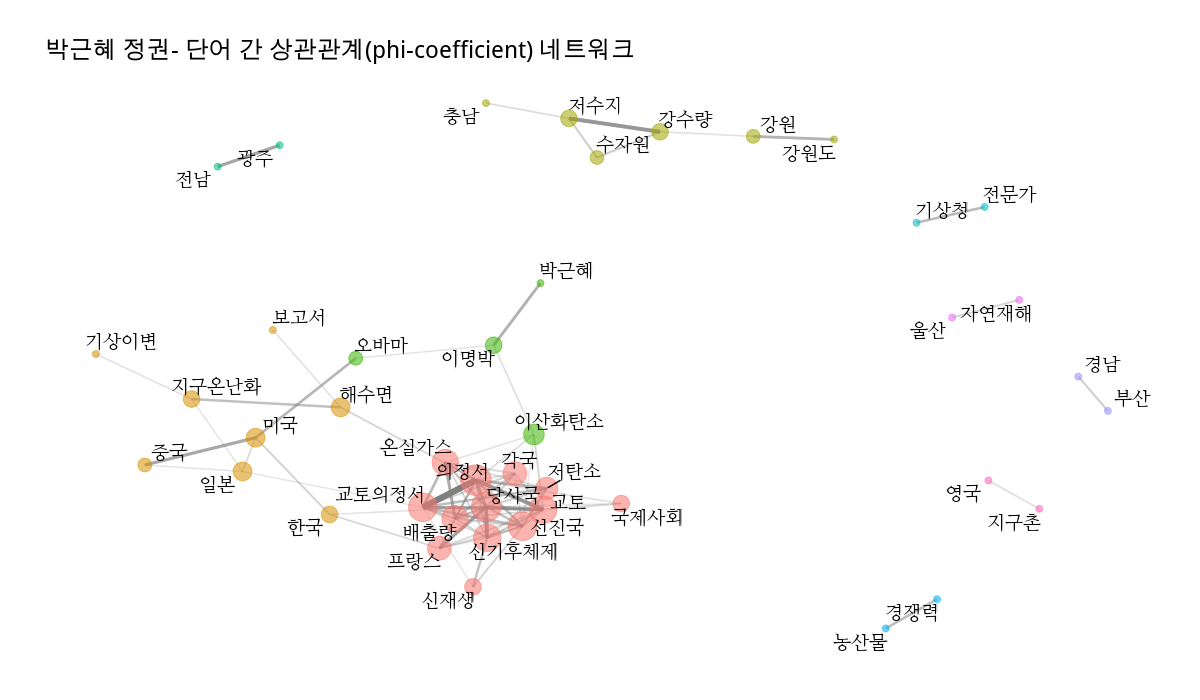 박근혜 정권- 단어 간 상관관계(phi-coefficient) 네트워크
충남
저수지
강수량
강원
수자원
강원도
광주
전남
전문가
기상청
박근혜
자연재해
울산
보고서
기상이변
오바마
이명박
경남
지구온난화
해수면
부산
이산화탄소
미국
온실가스
중국
의정서
각국
저탄소
일본
교토의정서
당사국
교토
영국
국제사회
한국
배출량
선진국
지구촌
프랑스
신기후체제
신재생
경쟁력
농산물